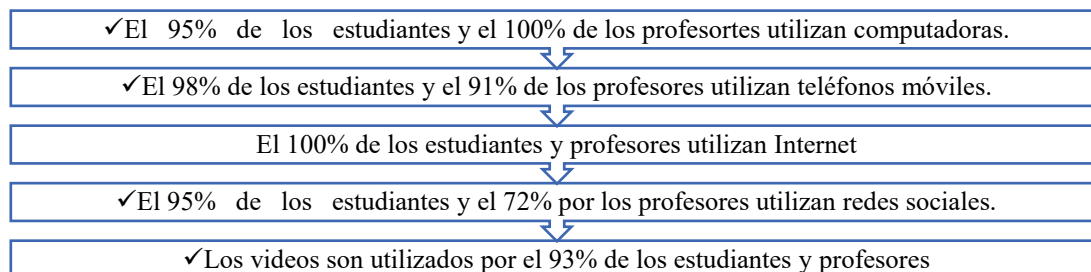 ✓El 95% de los estudiantes y el 100% de los profesortes utilizan computadoras.
✓El 98% de los estudiantes y el 91% de los profesores utilizan teléfonos móviles.
El 100% de los estudiantes y profesores utilizan Internet
✓El 95% de los estudiantes y el 72% por los profesores utilizan redes sociales.
✓Los videos son utilizados por el 93% de los estudiantes y profesores